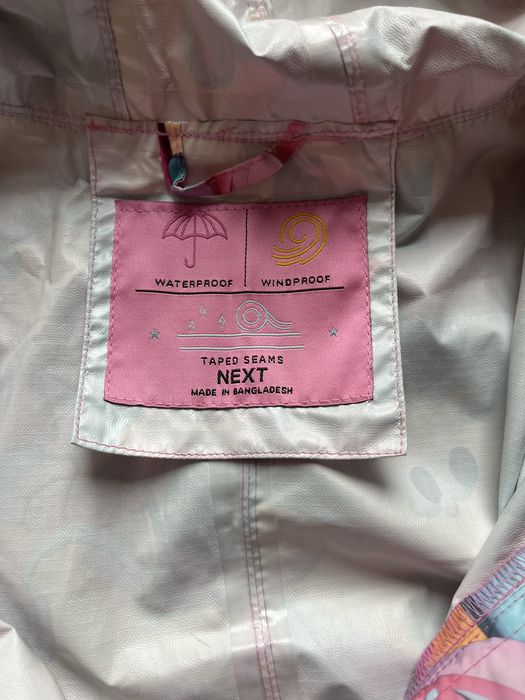 WATERPROOF WINDPROOF
TAPED SEAMS
NEXT
MADE IN BANGLADESH